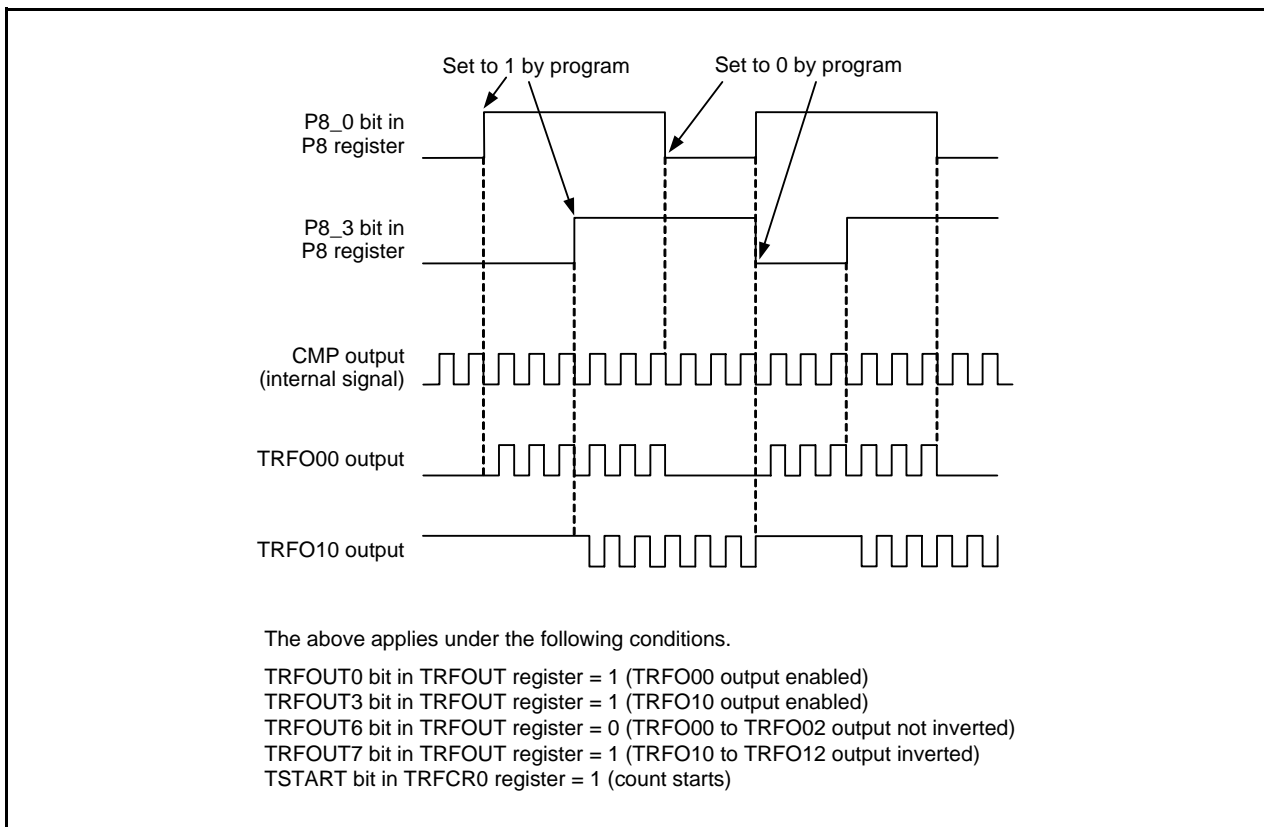 Set to 1 by program
Set to 0 by program
P8_0 bit in
P8 register
P8_3 bit in
P8 register
CMP output
(internal signal)
TRFO00 output
TRFO10 output
The above applies under the following conditions.
TRFOUT0 bit in TRFOUT register = 1 (TRFO00 output enabled)
TRFOUT3 bit in TRFOUT register = 1 (TRFO10 output enabled)
TRFOUT6 bit in TRFOUT register = 0 (TRFO00 to TRFO02 output not inverted)
TRFOUT7 bit in TRFOUT register = 1 (TRFO10 to TRFO12 output inverted)
TSTART bit in TRFCR0 register = 1 (count starts)